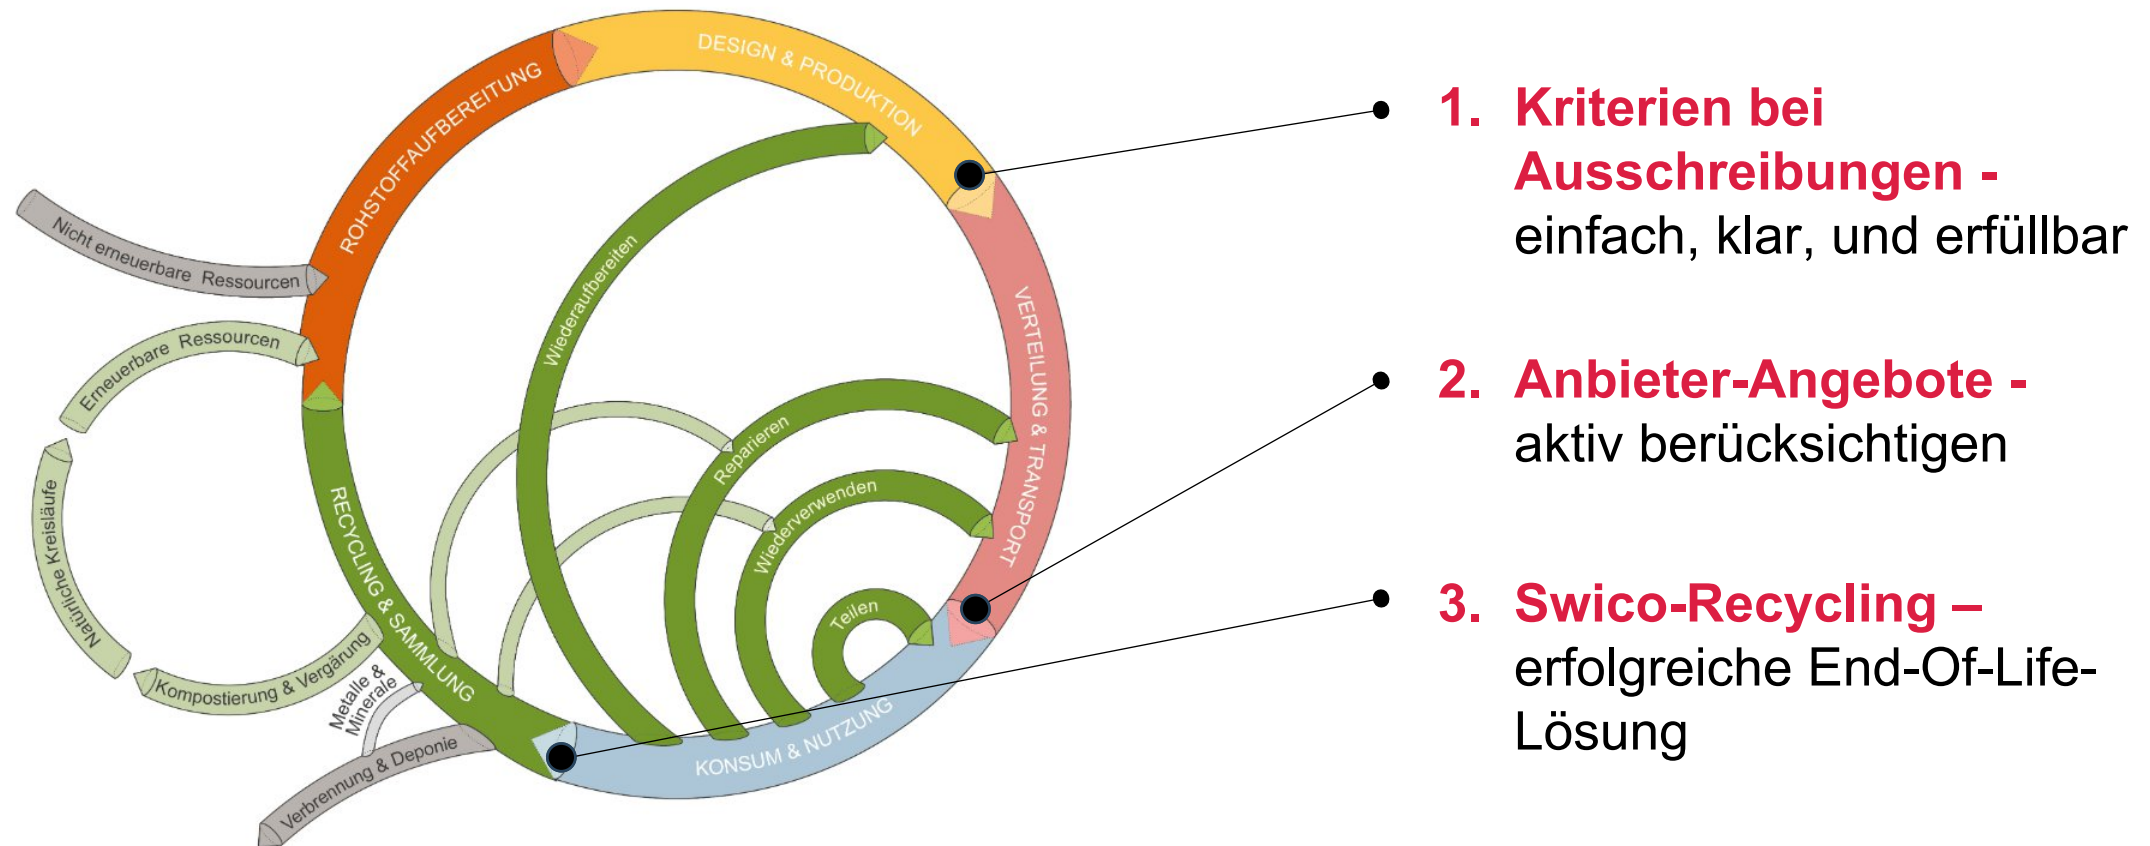 DESIGN & PRODUKTION
ROHSTOFFAUFBEREITUNG
VERTEILUNG & TRANSPORT
KONSUM & NUTZUNG
RECYCLING & SAMMLUNG
Nicht erneuerbare Ressourcen
Erneuerbare Ressourcen
Natürliche Kreisläufe
Kompostierung & Vergärung
Metalle &
Minerale
Verbrennung & Deponie
Wiederaufbereiten
Reparieren
Wiederverwenden
Teilen
1. Kriterien bei
Ausschreibungen -
einfach, klar, und erfüllbar
2. Anbieter-Angebote -
aktiv berücksichtigen
3. Swico-Recycling –
erfolgreiche End-Of-Life-
Lösung